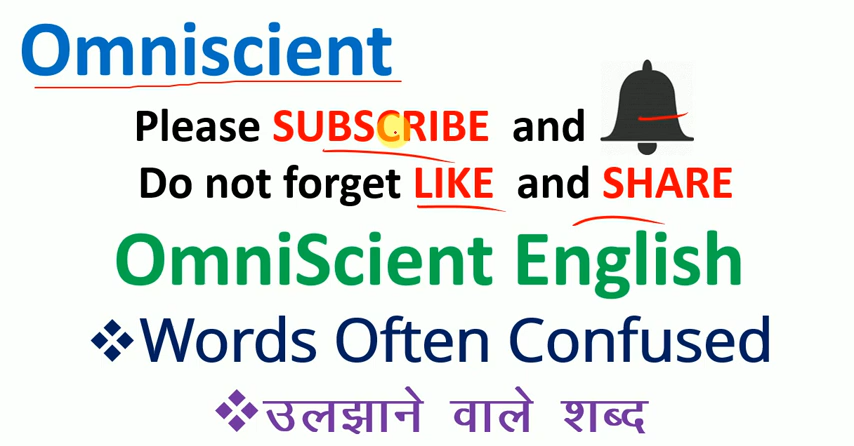 Omniscient
Please SUBSCRIBE and
Do not forget LIKE and SHARE
OmniScient English
❖Words Often Confused
❖उलझाने वाले शब्द